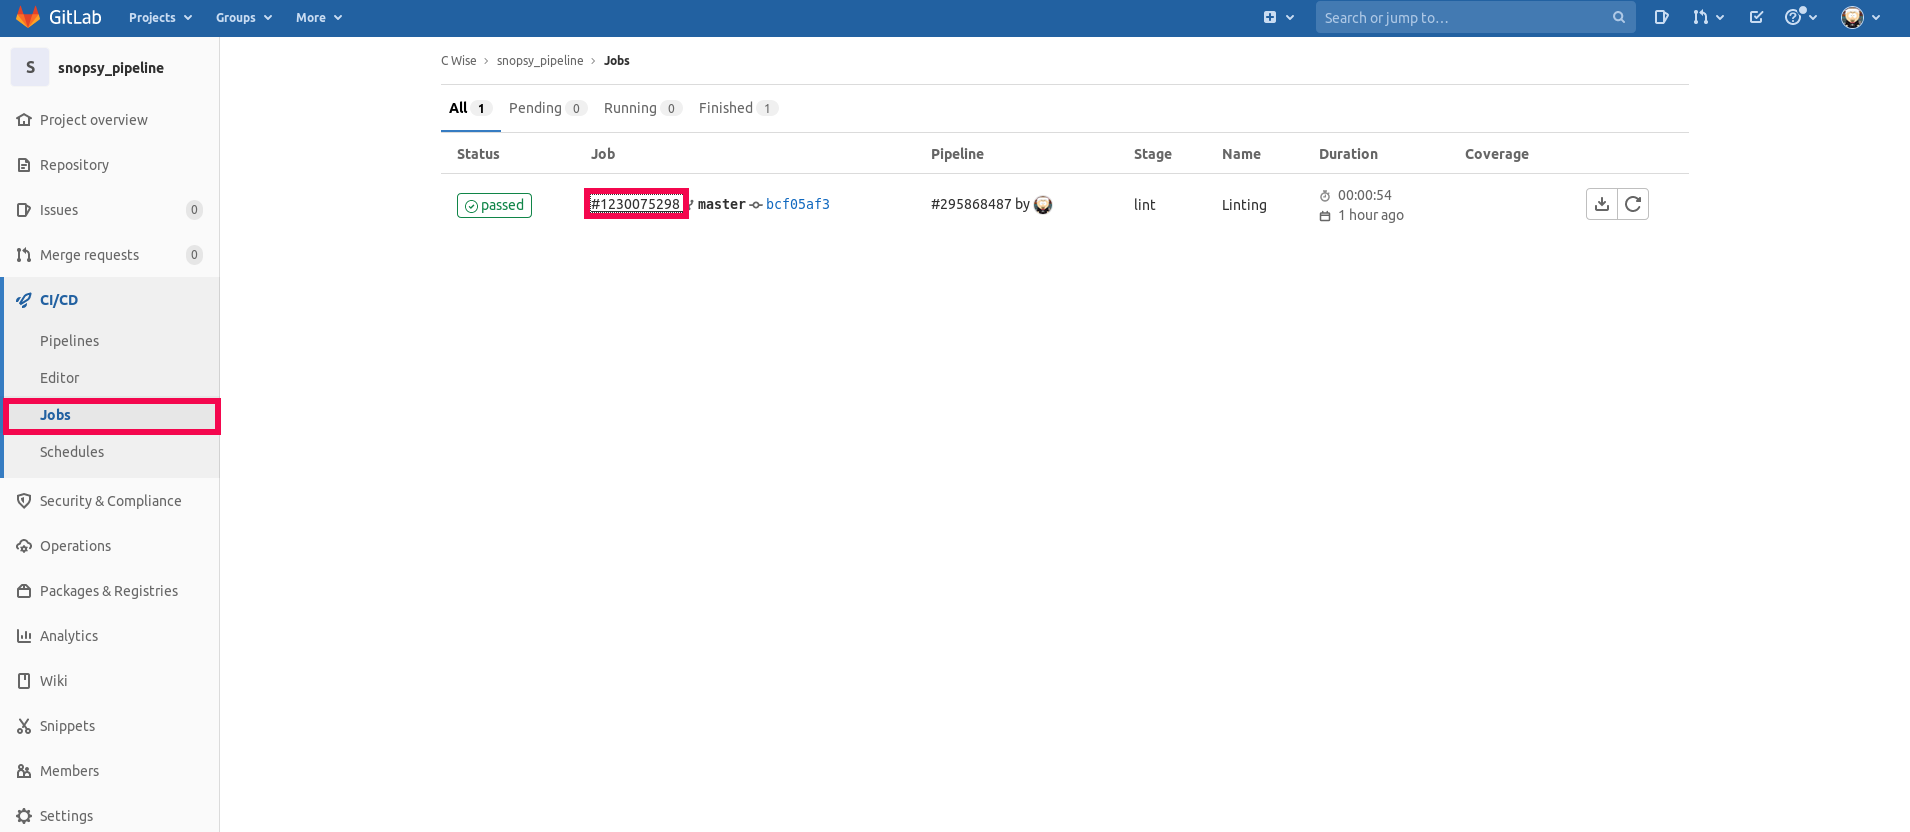 GitLab Projects Groups More Search or jump to...
S snopsy_pipeline
Project overview
Repository
Issues 0
Merge requests 0
CI/CD
Pipelines
Editor
Jobs
Schedules
Security & Compliance
Operations
Packages & Registries
Analytics
Wiki
Snippets
Members
Settings
C Wise › snopsy_pipeline › Jobs
All 1 Pending 0 Running 0 Finished 1
Status Job Pipeline Stage Name Duration Coverage
passed #1230075298 master bcf05af3 #295868487 by lint Linting 00:00:54
1 hour ago